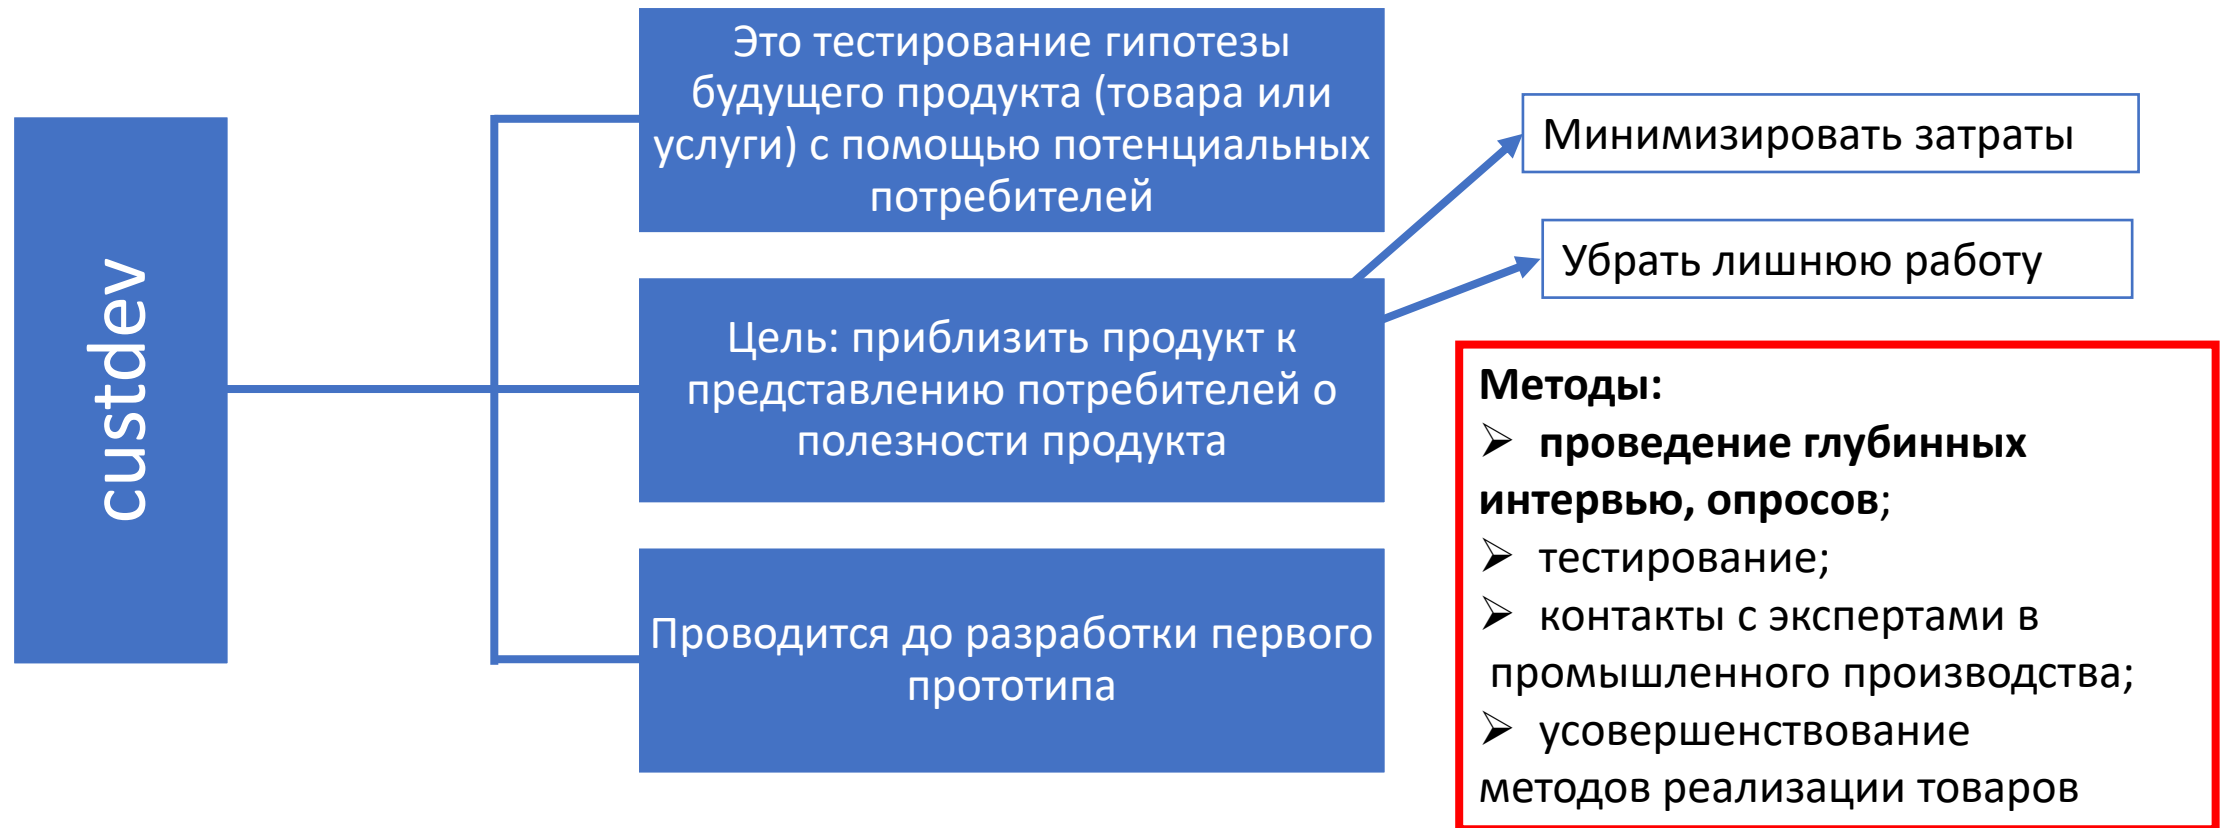 custdev
Это тестирование гипотезы
будущего продукта (товара или
услуги) с помощью потенциальных
потребителей
Цель: приблизить продукт к
представлению потребителей о
полезности продукта
Проводится до разработки первого
прототипа
Минимизировать затраты
Убрать лишнюю работу
Методы:
➢ проведение глубинных
интервью, опросов;
➢ тестирование;
➢ контакты с экспертами в
промышленного производства;
➢ усовершенствование
методов реализации товаров